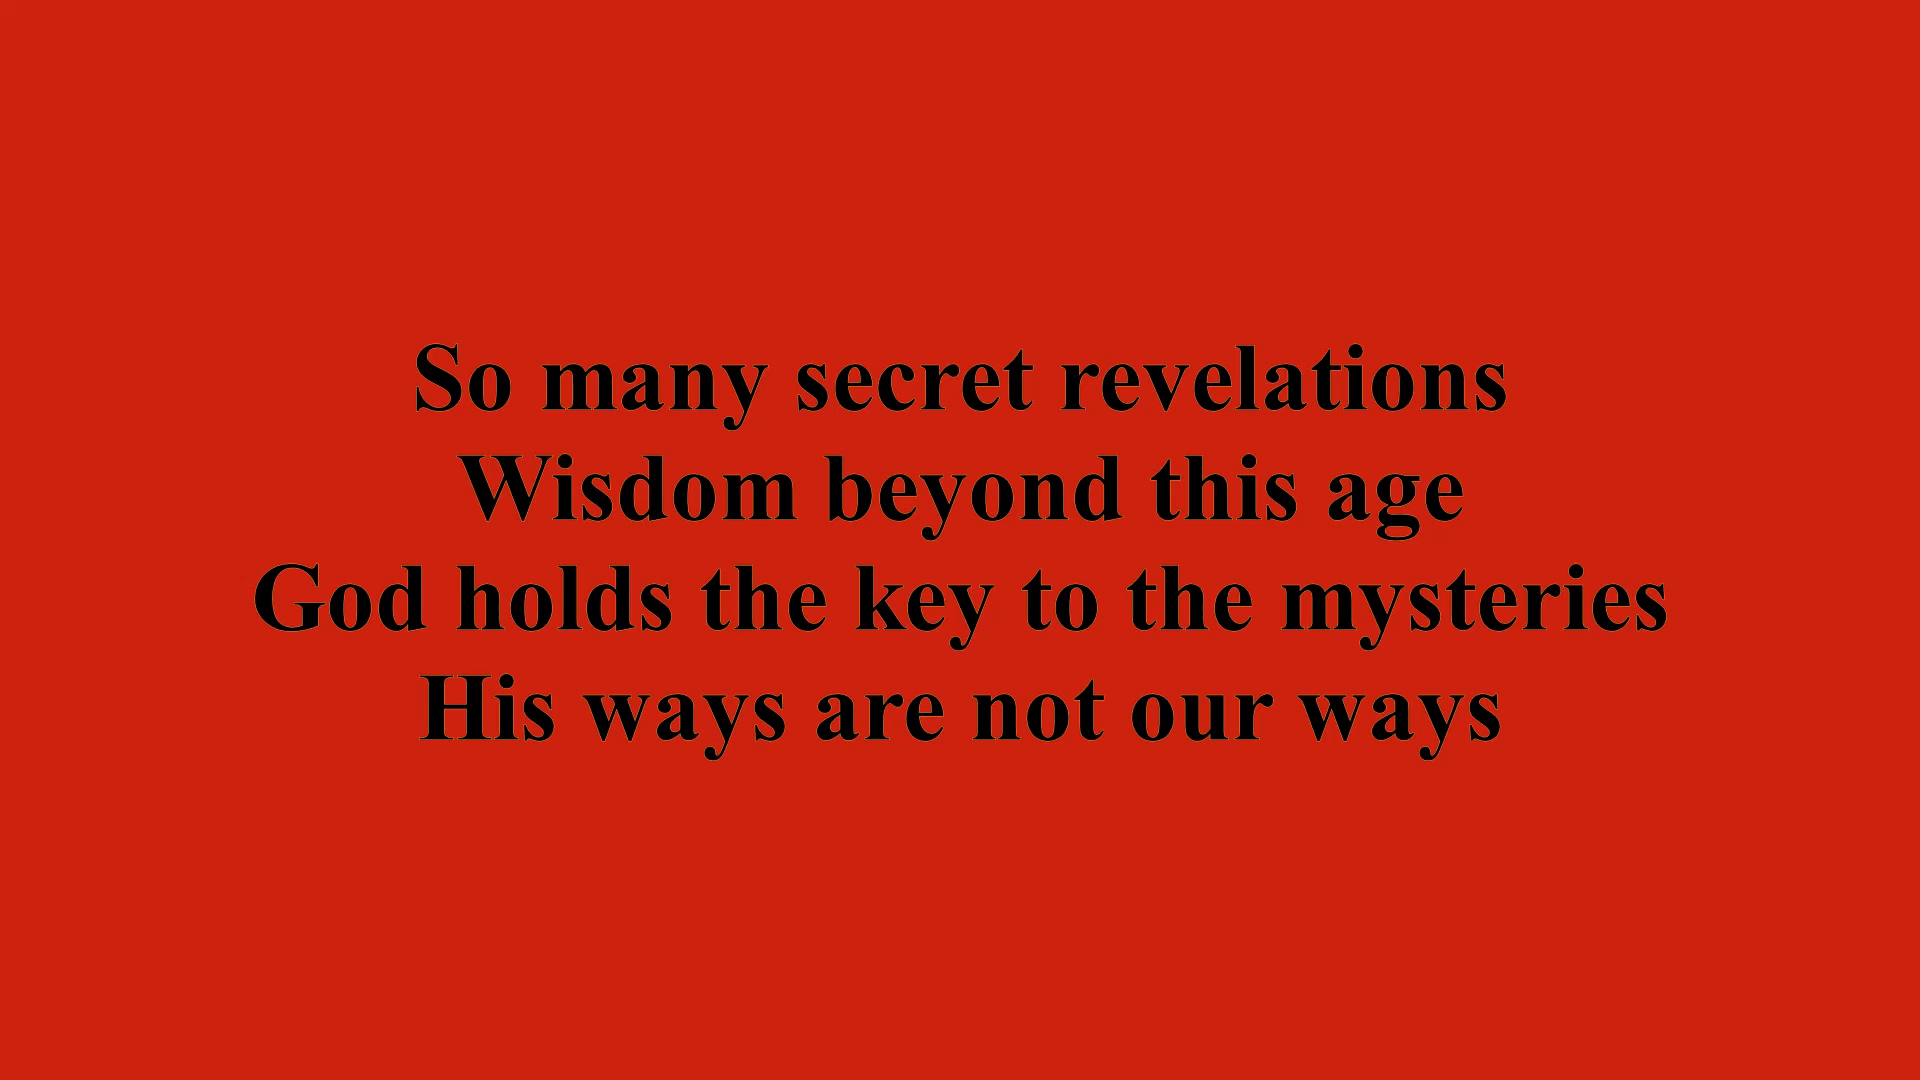 So many secret revelations
Wisdom beyond this age
God holds the key to the mysteries
His ways are not our ways